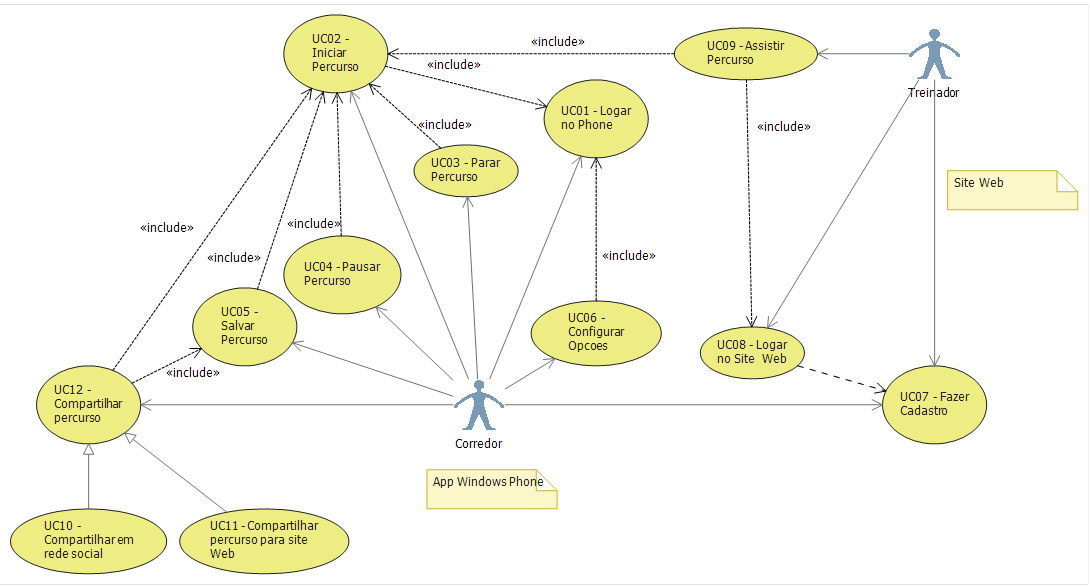 UC02 -
Iniciar
Percurso
«include»
UC09 - Assistir
Percurso
Treinador
«include»
UC01 - Logar
no Phone
«include»
«include»
UC03 - Parar
Percurso
Site Web
«include»
«include»
«include»
«include»
UC04 - Pausar
Percurso
UC05 -
Salvar
Percurso
UC06 -
Configurar
Opcoes
UC08 - Logar
no Site Web
«include»
UC12 -
Compartilhar
percurso
UC07 - Fazer
Cadastro
Corredor
App Windows Phone
UC10 -
Compartilhar em
rede social
UC11 - Compartilhar
percurso para site
Web